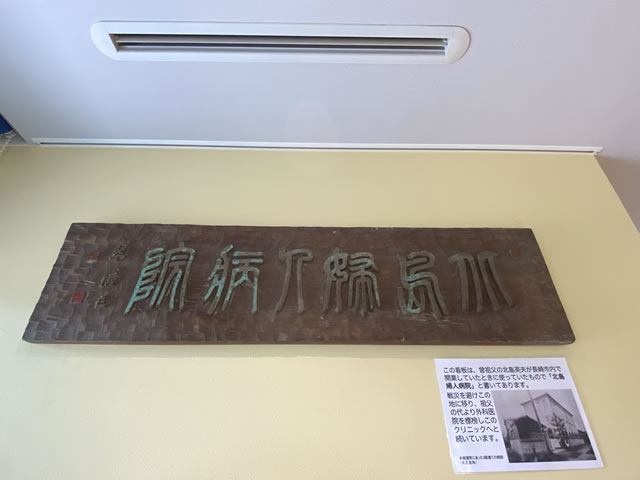 北島婦人病院
この看板は、曾祖父の北島英夫が長崎市内で
開業していたときに使っていたもので「北島
婦人病院」と書いてあります。
戦災を避けこの
地に移り、祖父
の代より外科医
院を標榜しこの
クリニックへと
続いています。